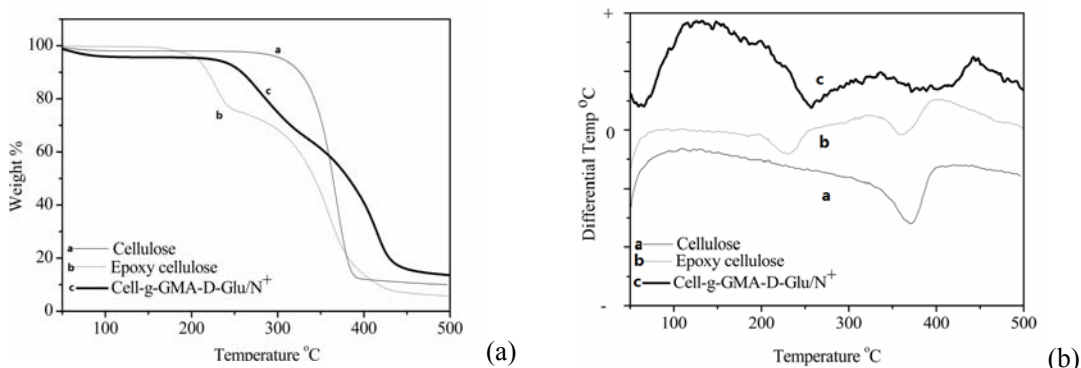 100
80
60
40
20
0
Weight %
a
c
b
a Cellulose
b Epoxy cellulose
c Cell-g-GMA-D-Glu/N+
100 200 300 400 500
Temperature °C
(a)
+
0
-
Differential Temp °C
c
b
a
a Cellulose
b Epoxy cellulose
c Cell-g-GMA-D-Glu/N+
100 200 300 400 500
Temperature °C
(b)